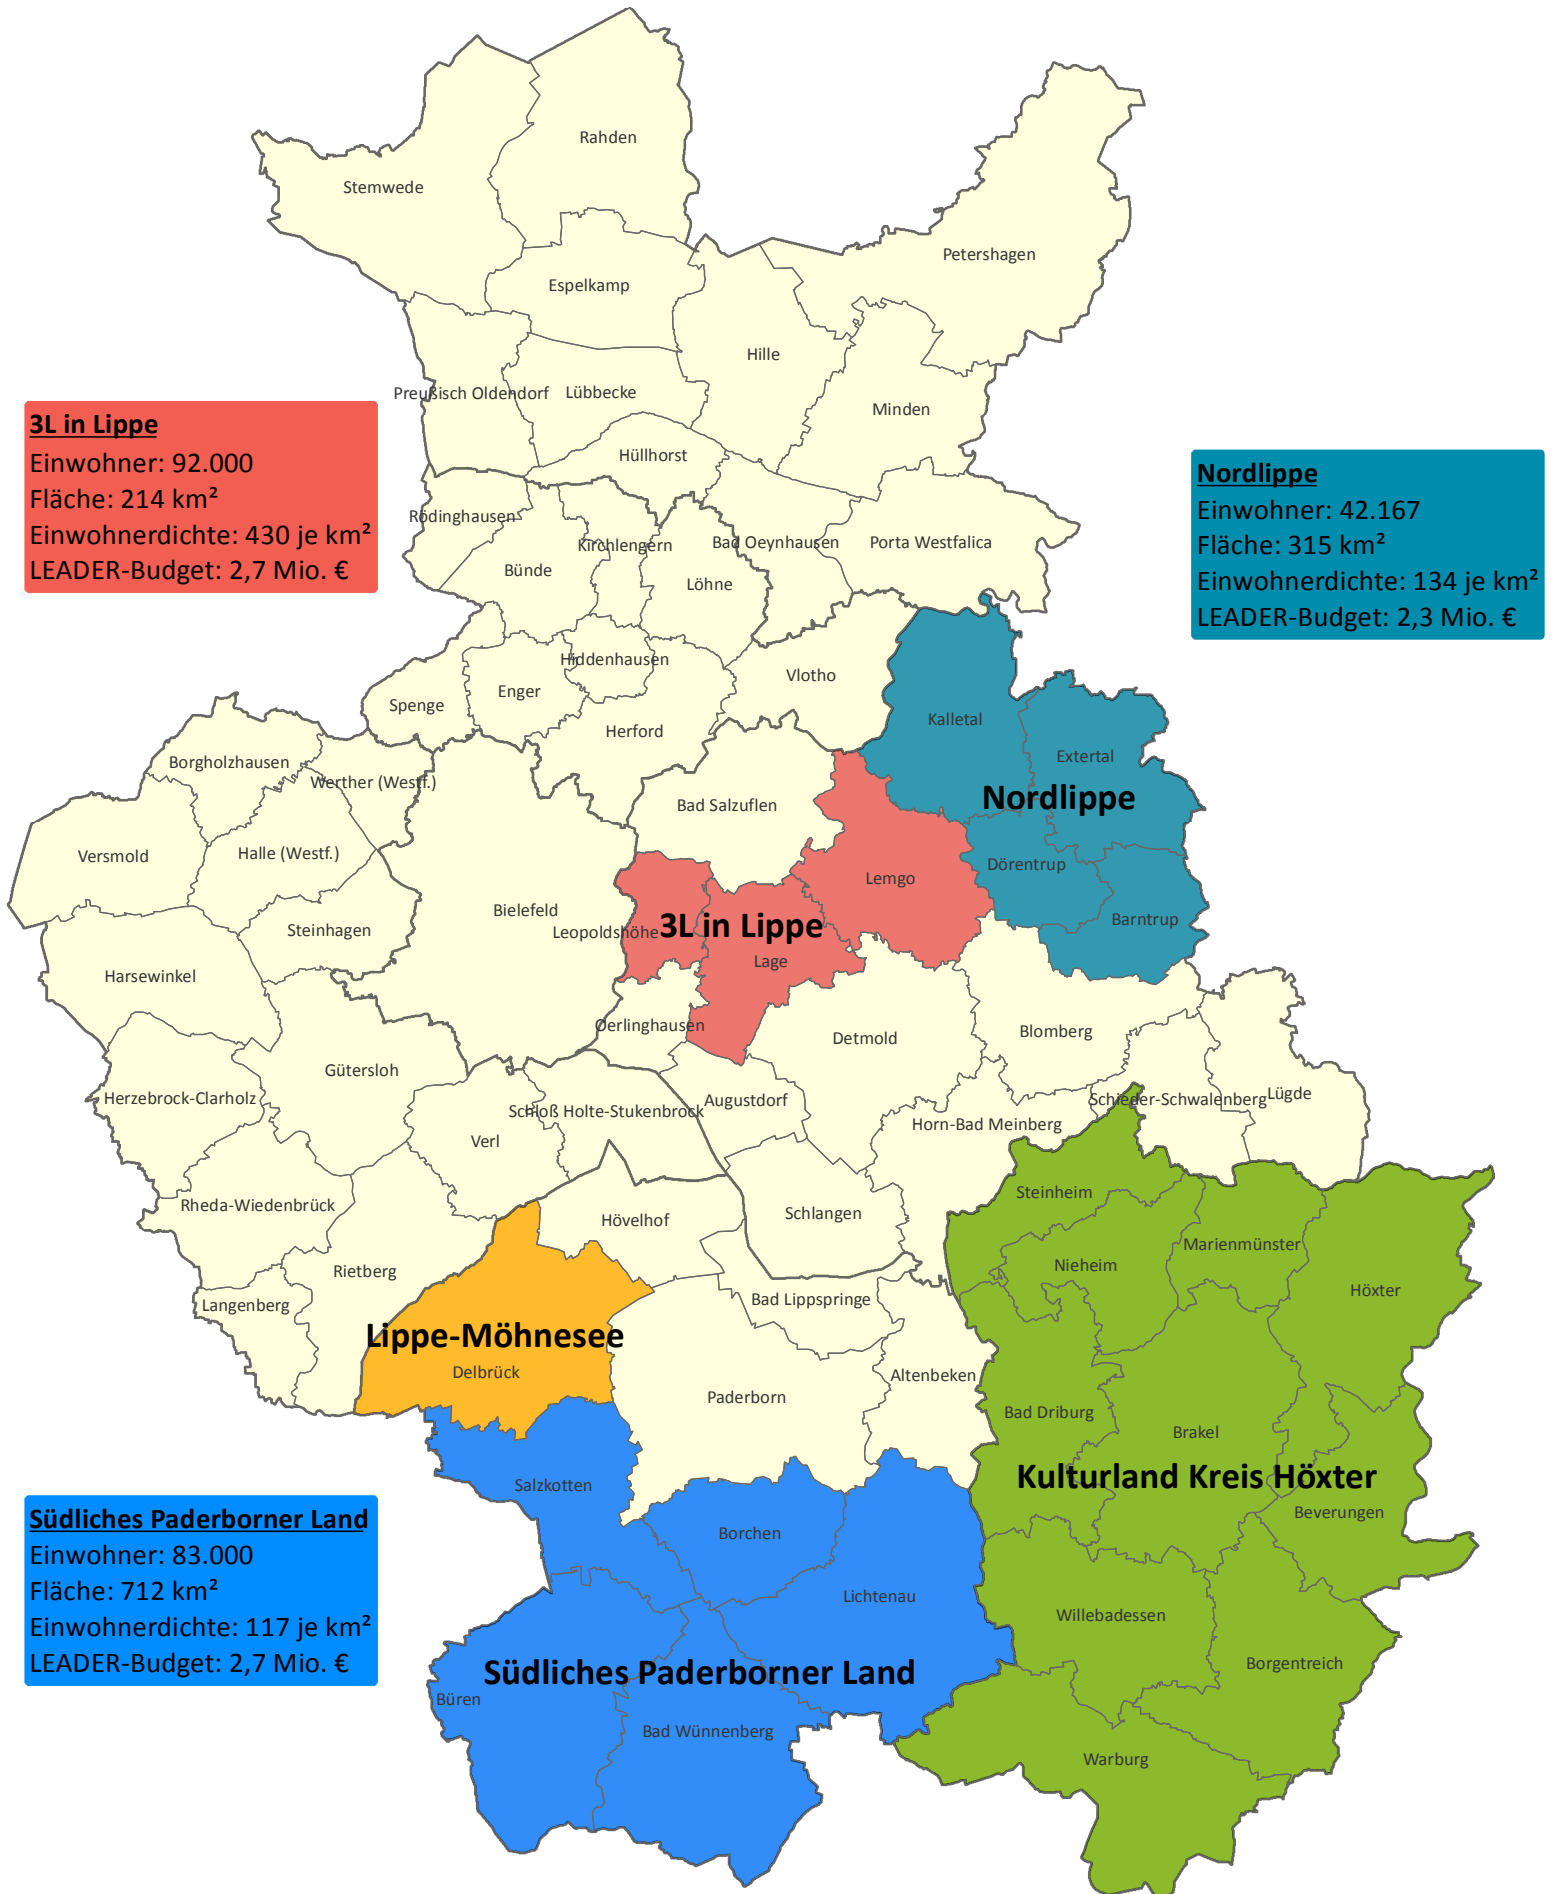 Rahden
Stemwede
Petershagen
Espelkamp
Hille
Preußisch Oldendorf
Lübbecke
Minden
3L in Lippe
Einwohner: 92.000
Fläche: 214 km²
Einwohnerdichte: 430 je km²
LEADER-Budget: 2,7 Mio. €
Hüllhorst
Nordlippe
Einwohner: 42.167
Fläche: 315 km²
Einwohnerdichte: 134 je km²
LEADER-Budget: 2,3 Mio. €
Rödinghausen
Kirchlengern
Bad Oeynhausen
Porta Westfalica
Bünde
Löhne
Hiddenhausen
Vlotho
Enger
Spenge
Kalletal
Herford
Extertal
Borgholzhausen
Werther (Westf.)
Nordlippe
Bad Salzuflen
Versmold
Halle (Westf.)
Dörentrup
Lemgo
Bielefeld
Barntrup
Steinhagen
Leopoldshöhe
3L in Lippe
Lage
Harsewinkel
Oerlinghausen
Blomberg
Detmold
Gütersloh
Herzebrock-Clarholz
Augustdorf
Schieder-Schwalenberg
Lügde
Schloß Holte-Stukenbrock
Horn-Bad Meinberg
Verl
Steinheim
Rheda-Wiedenbrück
Schlangen
Hövelhof
Marienmünster
Nieheim
Rietberg
Höxter
Bad Lippspringe
Langenberg
Lippe-Möhnesee
Delbrück
Altenbeken
Paderborn
Bad Driburg
Brakel
Kulturland Kreis Höxter
Salzkotten
Beverungen
Südliches Paderborner Land
Einwohner: 83.000
Fläche: 712 km²
Einwohnerdichte: 117 je km²
LEADER-Budget: 2,7 Mio. €
Borchen
Lichtenau
Willebadessen
Borgentreich
Südliches Paderborner Land
Büren
Bad Wünnenberg
Warburg